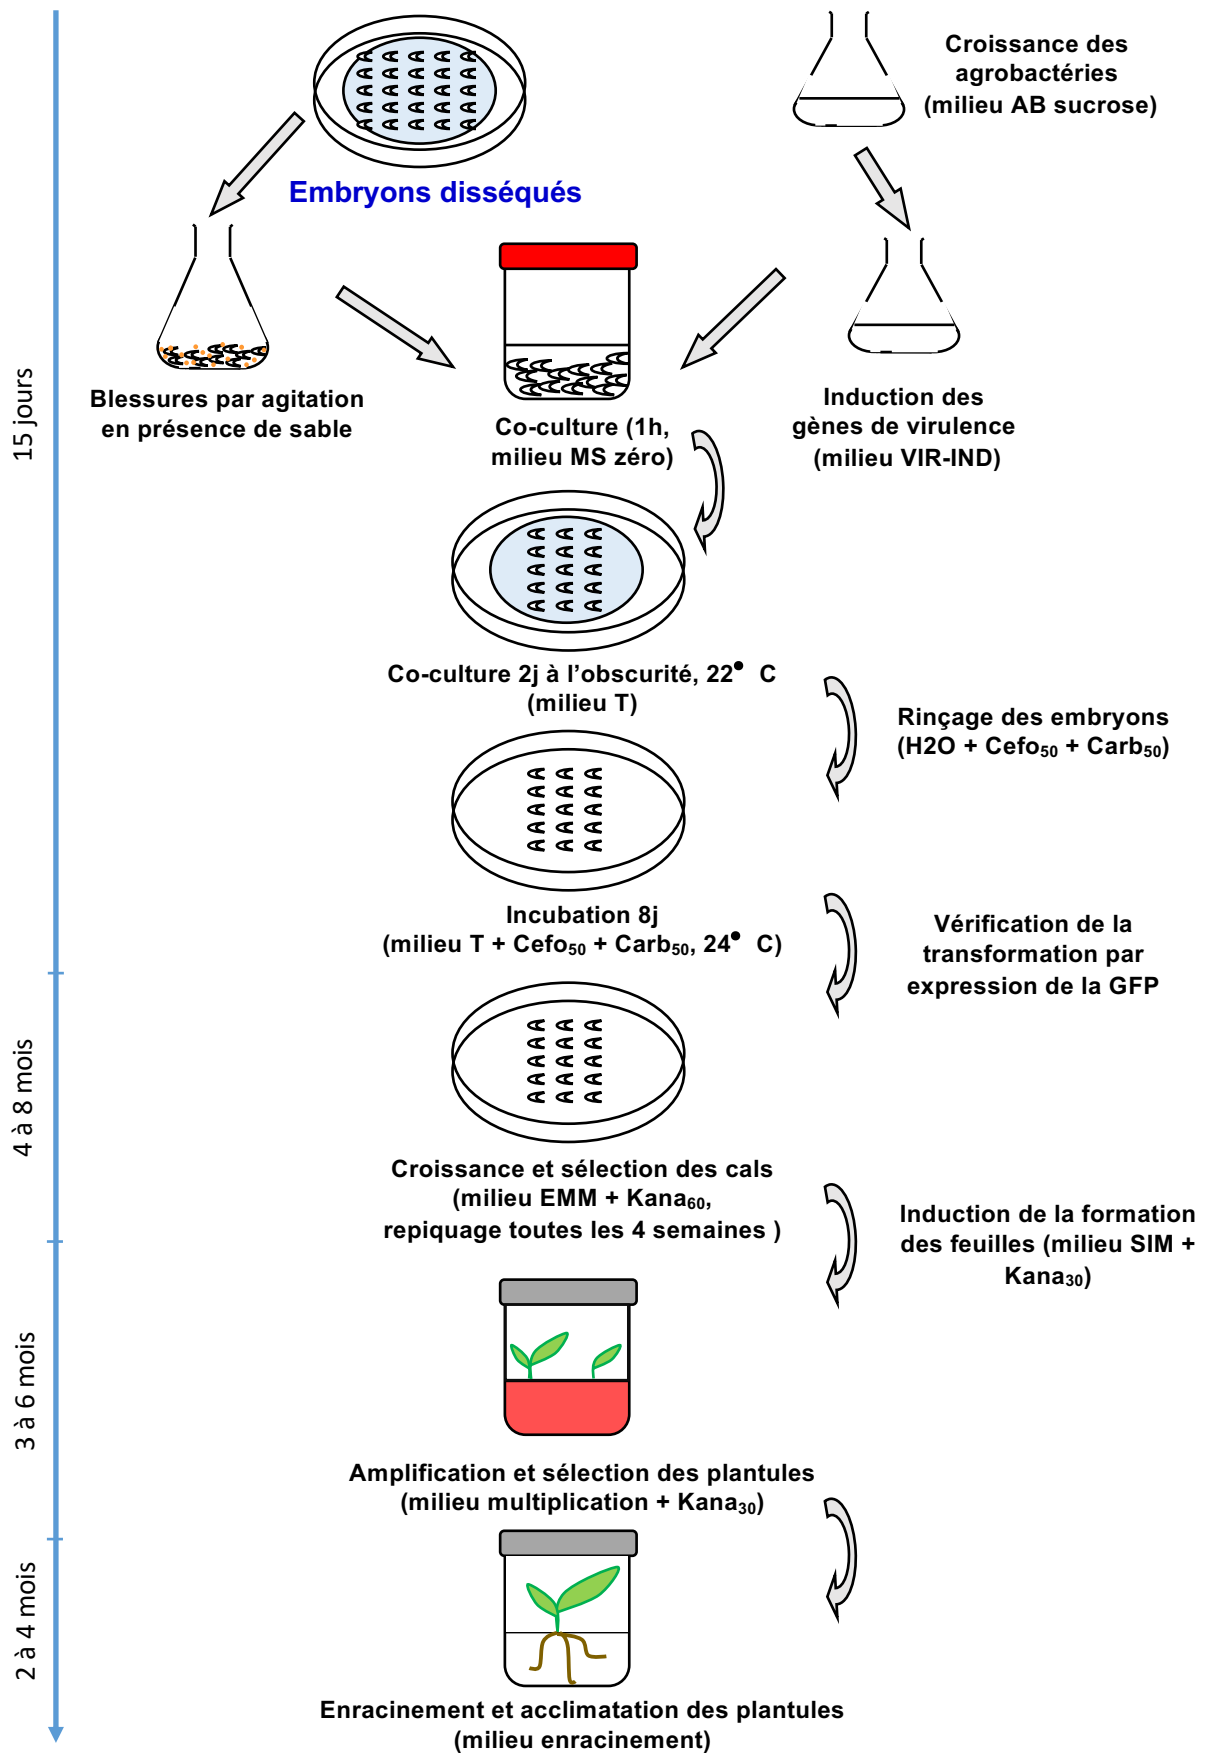 Croissance des
agrobactéries
(milieu AB sucrose)
Embryons disséqués
Blessures par agitation
en présence de sable
Co-culture (1h,
milieu MS zéro)
Induction des
gènes de virulence
(milieu VIR-IND)
15 jours
Co-culture 2j à l'obscurité, 22• C
(milieu T)
Rinçage des embryons
(H2O + Cefo50 + Carb50)
Incubation 8j
(milieu T + Cefo50 + Carb50, 24• C)
Vérification de la
transformation par
expression de la GFP
4 à 8 mois
Croissance et sélection des cals
(milieu EMM + Kana60,
repiquage toutes les 4 semaines )
Induction de la formation
des feuilles (milieu SIM +
Kana30)
3 à 6 mois
Amplification et sélection des plantules
(milieu multiplication + Kana30)
2 à 4 mois
Enracinement et acclimatation des plantules
(milieu enracinement)